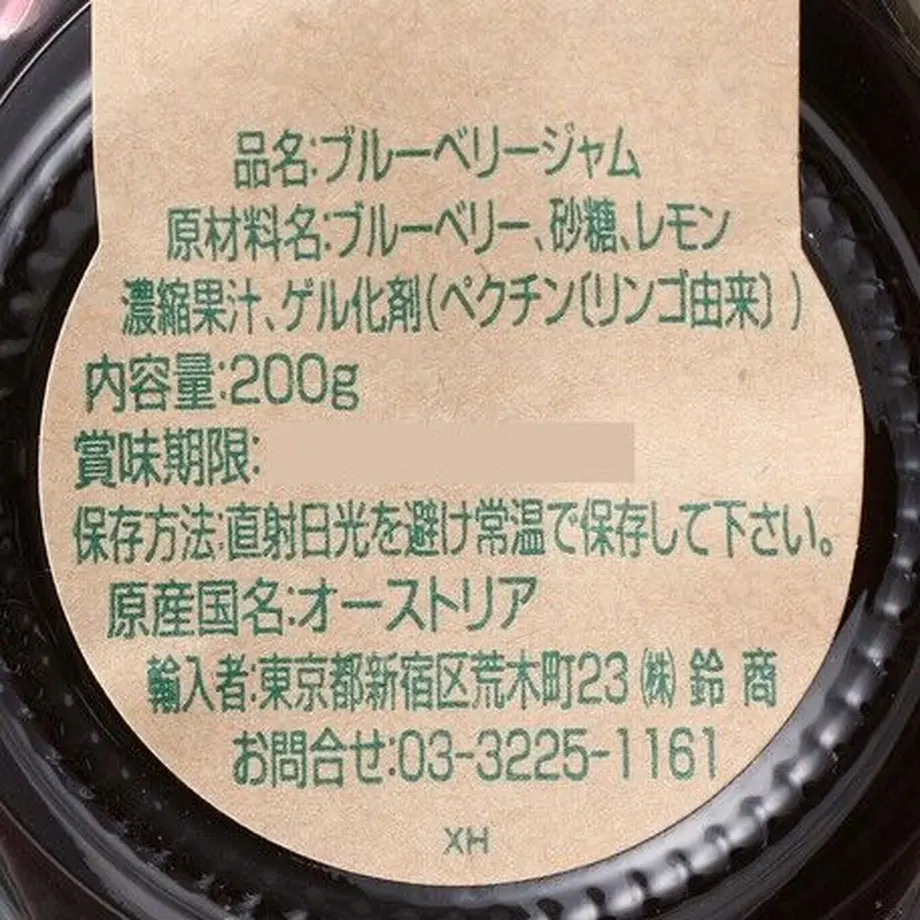 品名:ブルーベリージャム
原材料名:ブルーベリー、砂糖、レモン
濃縮果汁、ゲル化剤(ペクチン〔リンゴ由来〕)
内容量:200g
賞味期限:
保存方法:直射日光を避け常温で保存して下さい。
原産国名:オーストリア
輸入者:東京都新宿区荒木町23 ㈱ 鈴 商
お問合せ:03-3225-1161
XH